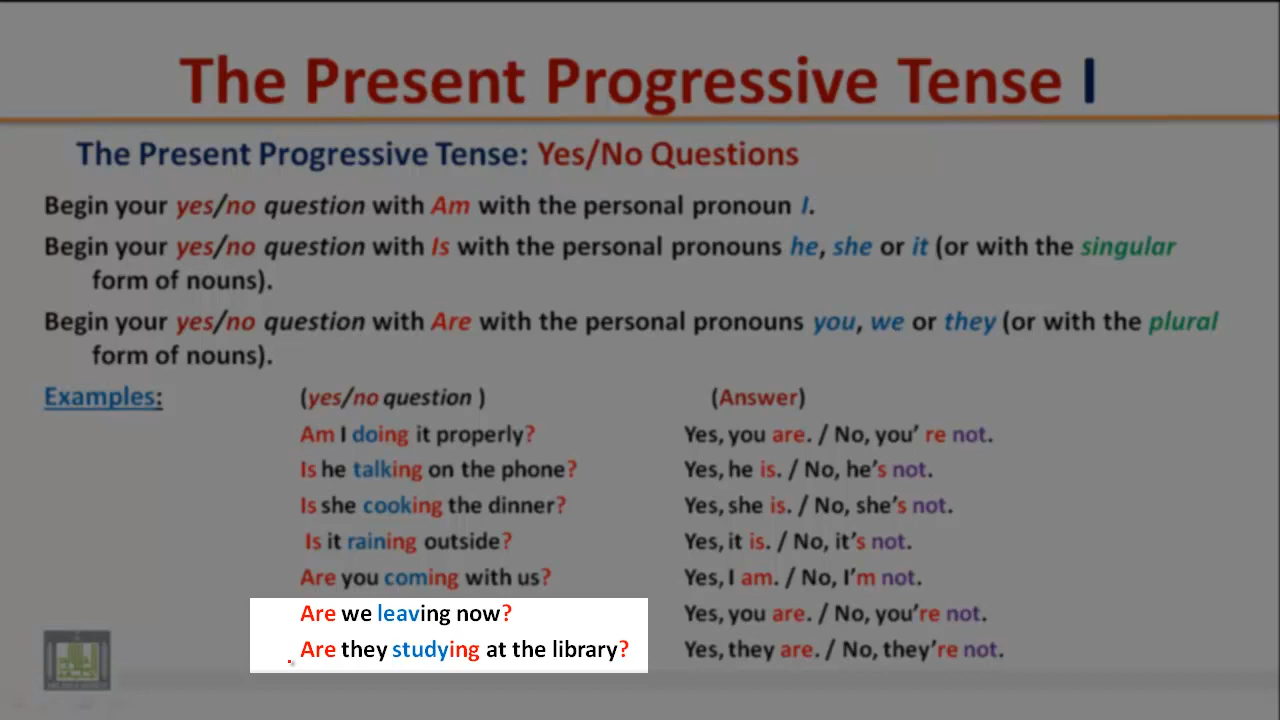 The Present Progressive Tense I
The Present Progressive Tense: Yes/No Questions
Begin your yes/no question with Am with the personal pronoun I.
Begin your yes/no question with Is with the personal pronouns he, she or it (or with the singular
form of nouns).
Begin your yes/no question with Are with the personal pronouns you, we or they (or with the plural
form of nouns).
Examples: (yes/no question ) (Answer)
Am I doing it properly? Yes, you are. / No, you' re not.
Is he talking on the phone? Yes, he is. / No, he's not.
Is she cooking the dinner? Yes, she is. / No, she's not.
Is it raining outside? Yes, it is. / No, it's not.
Are you coming with us? Yes, I am. / No, I'm not.
Are we leaving now? Yes, you are. / No, you're not.
Are they studying at the library? Yes, they are. / No, they're not.